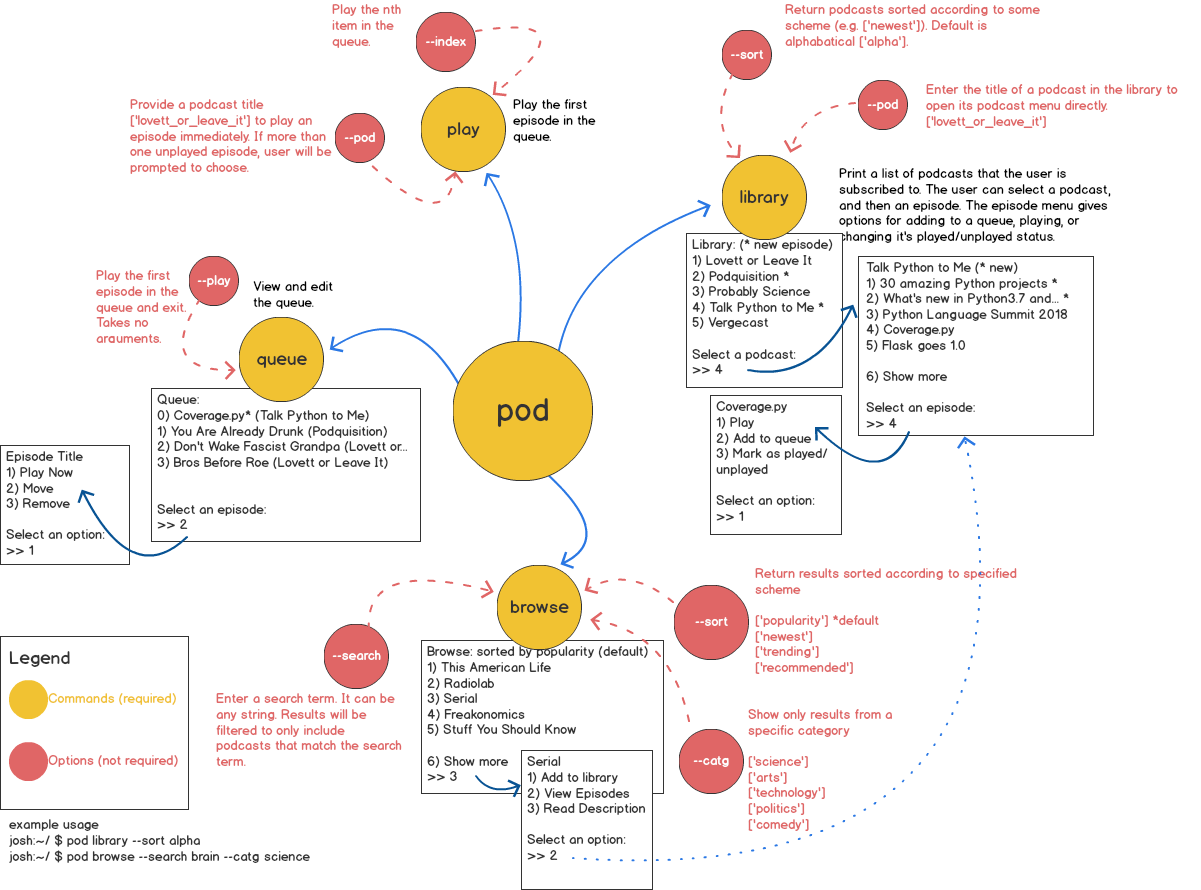 Play the nth
item in the
queue.
--index
Return podcasts sorted according to some
scheme (e.g. ['newest']). Default is
alphabatical ['alpha'].
--sort
Enter the title of a podcast in the library to
open its podcast menu directly.
['lovett_or_leave_it']
--pod
Provide a podcast title
['lovett_or_leave_it'] to play an
episode immediately. If more than
one unplayed episode, user will be
prompted to choose.
--pod
play
Play the first
episode in the
queue.
library
Print a list of podcasts that the user is
subscribed to. The user can select a podcast,
and then an episode. The episode menu gives
options for adding to a queue, playing, or
changing it's played/unplayed status.
Library: (* new episode)
1) Lovett or Leave It
2) Podquisition *
3) Probably Science
4) Talk Python to Me *
5) Vergecast
Select a podcast:
>> 4
Talk Python to Me (* new)
1) 30 amazing Python projects *
2) What's new in Python3.7 and... *
3) Python Language Summit 2018
4) Coverage.py
5) Flask goes 1.0
6) Show more
Select an episode:
>> 4
Coverage.py
1) Play
2) Add to queue
3) Mark as played/
unplayed
Select an option:
>> 1
Play the first
episode in the
queue and exit.
Takes no
arguments.
--play
View and edit
the queue.
queue
Queue:
0) Coverage.py* (Talk Python to Me)
1) You Are Already Drunk (Podquisition)
2) Don't Wake Fascist Grandpa (Lovett or...
3) Bros Before Roe (Lovett or Leave It)
Select an episode:
>> 2
Episode Title
1) Play Now
2) Move
3) Remove
Select an option:
>> 1
pod
browse
--search
Enter a search term. It can be
any string. Results will be
filtered to only include
podcasts that match the search
term.
Browse: sorted by popularity (default)
1) This American Life
2) Radiolab
3) Serial
4) Freakonomics
5) Stuff You Should Know
6) Show more
>> 3
Serial
1) Add to library
2) View Episodes
3) Read Description
Select an option:
>> 2
--sort
Return results sorted according to specified
scheme
['popularity'] *default
['newest']
['trending']
['recommended']
--catg
Show only results from a
specific category
['science']
['arts']
['technology']
['politics']
['comedy']
Legend
Commands (required)
Options (not required)
example usage
josh:~/ $ pod library --sort alpha
josh:~/ $ pod browse --search brain --catg science